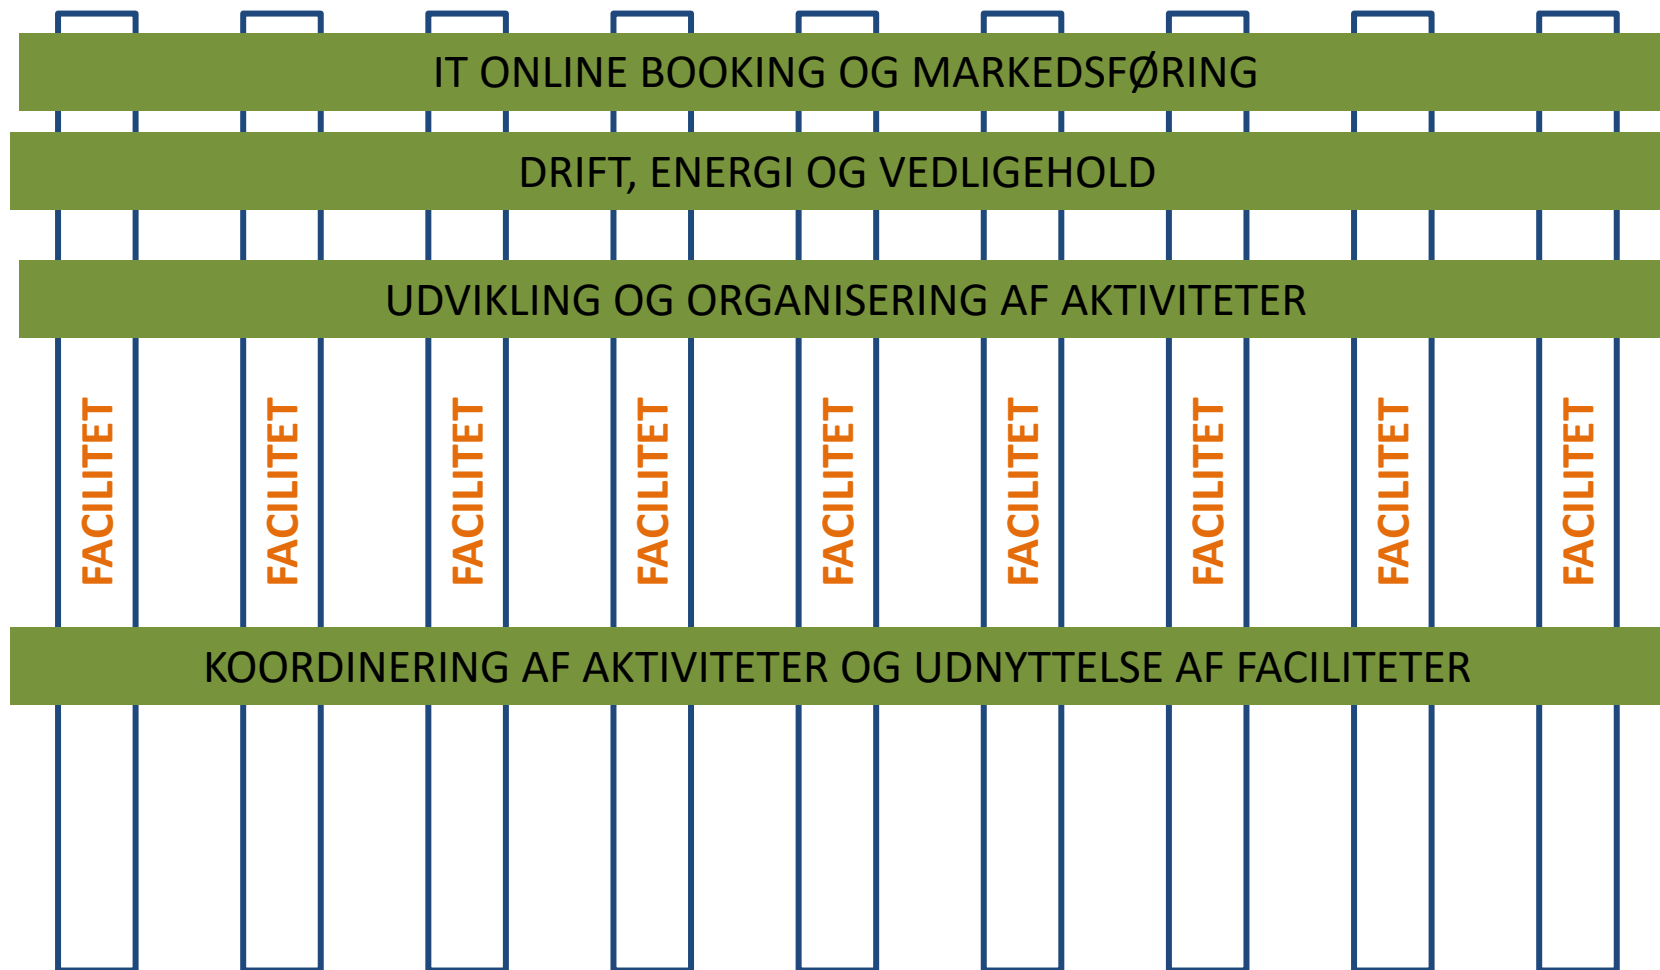 IT ONLINE BOOKING OG MARKEDSFØRING
DRIFT, ENERGI OG VEDLIGEHOLD
UDVIKLING OG ORGANISERING AF AKTIVITETER
FACILITET
FACILITET
FACILITET
FACILITET
FACILITET
FACILITET
FACILITET
FACILITET
FACILITET
KOORDINERING AF AKTIVITETER OG UDNYTTELSE AF FACILITETER